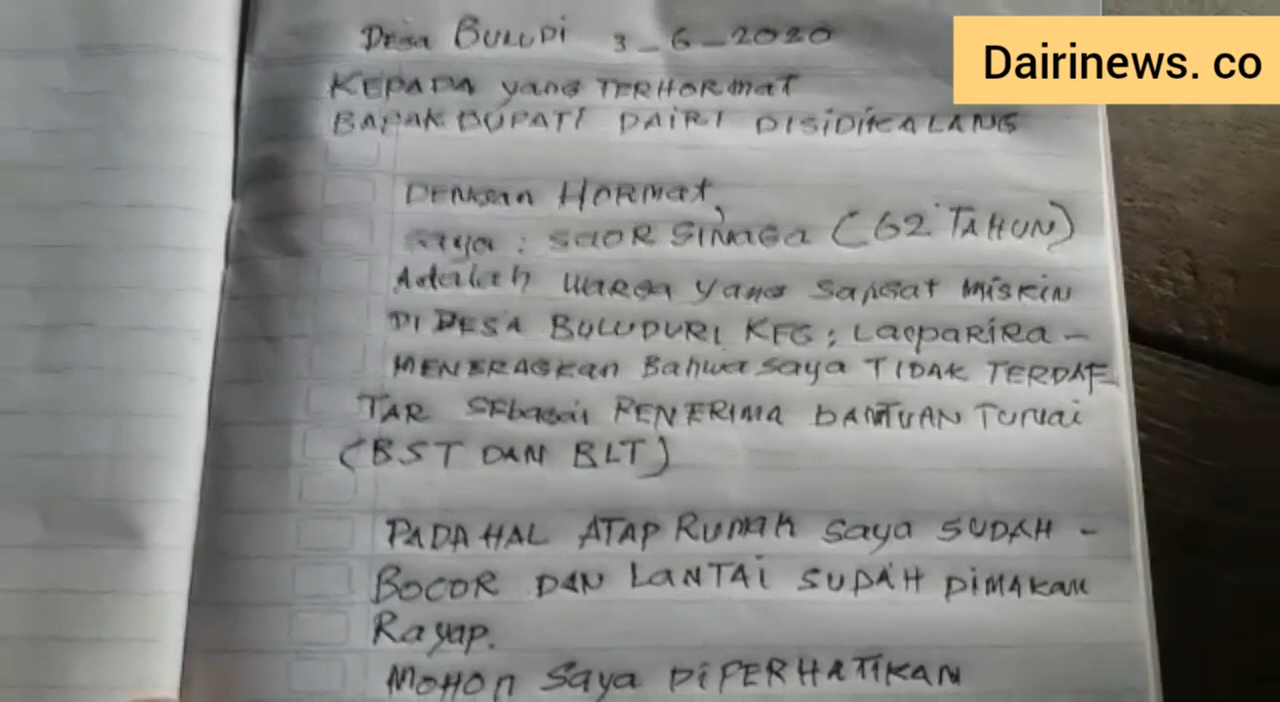 Desa BULUDI 3-6-2020
Dairinews. co
KEPADA yang TERHORMAT
BAPAK BUPATI DAIRI DISIDIKALANG
DENGAN HORMAT,
saya : SAOR SINAGA (62 TAHUN)
Adalah warga yang sangat miskin
DI DESA BULUDURI KEG; Laeparira -
MENERAGKAN Bahwa saya TIDAK TERDAF
TAR SEbagai PENERIMA BANTUAN Tunai
(BST DAN BLT)
PADAHAL ATAP RUMAH saya SUDAH -
BOCOR DAN LANTAI SUDAH DIMAKAN
Rayap.
MOHON saya DIPERHATIKAN